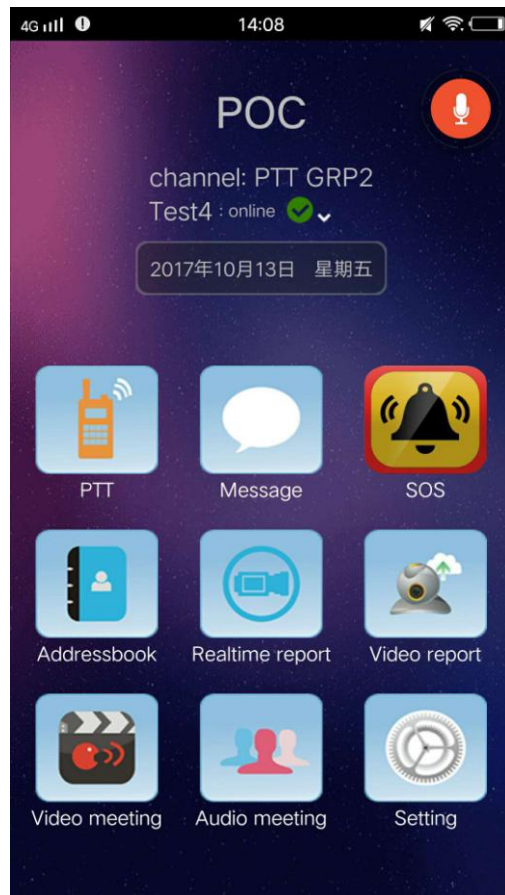 4G 14:08
POC
channel: PTT GRP2
Test4 : online
2017年10月13日 星期五
PTT Message SOS
Addressbook Realtime report Video report
Video meeting Audio meeting Setting